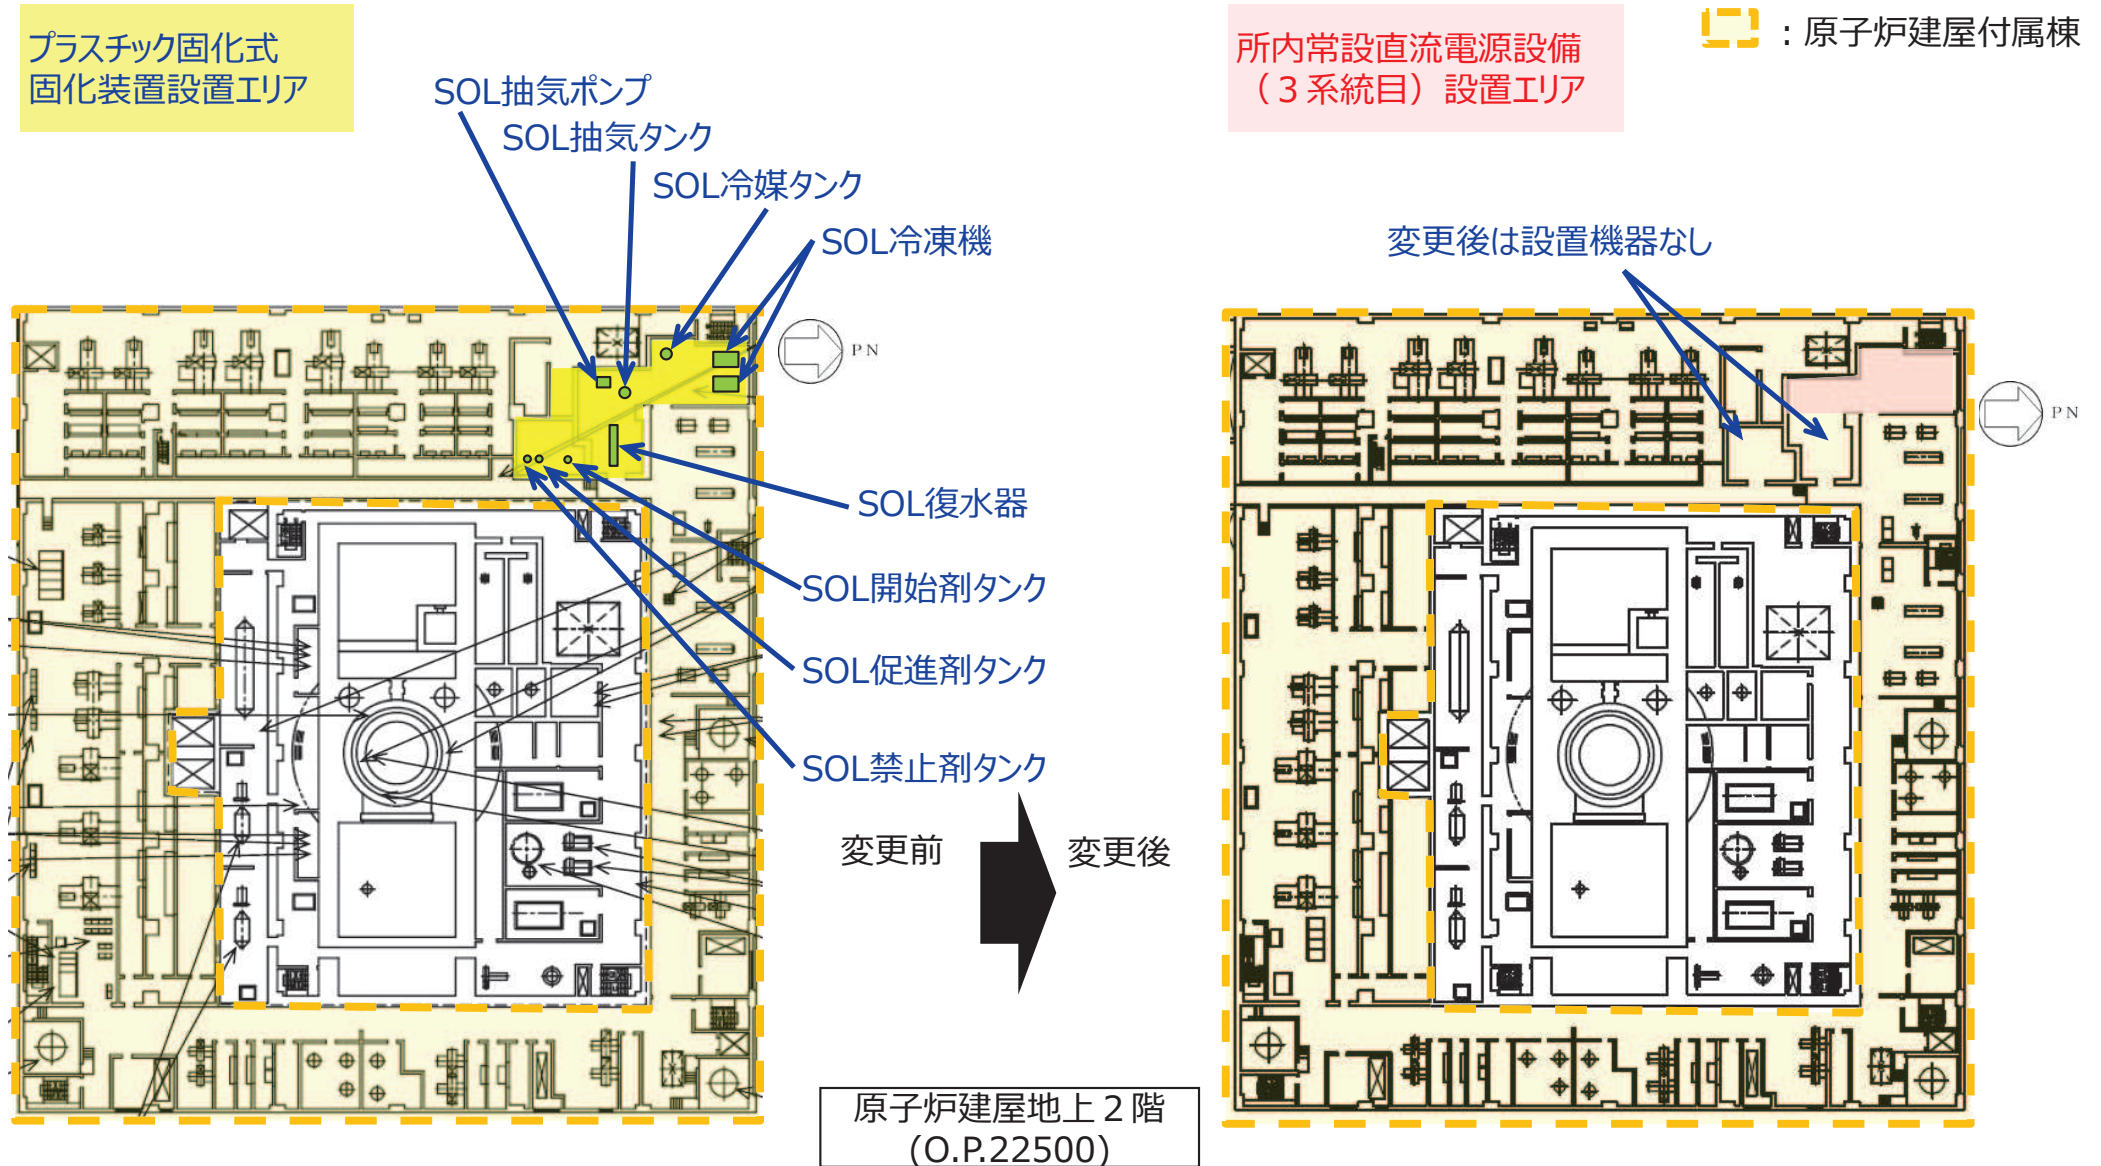 プラスチック固化式
固化装置設置エリア
SOL抽気ポンプ
SOL抽気タンク
SOL冷媒タンク
SOL冷凍機
所内常設直流電源設備
（３系統目）設置エリア
：原子炉建屋付属棟
変更後は設置機器なし
PN
PN
SOL復水器
SOL開始剤タンク
SOL促進剤タンク
SOL禁止剤タンク
変更前
変更後
原子炉建屋地上２階
(O.P.22500)